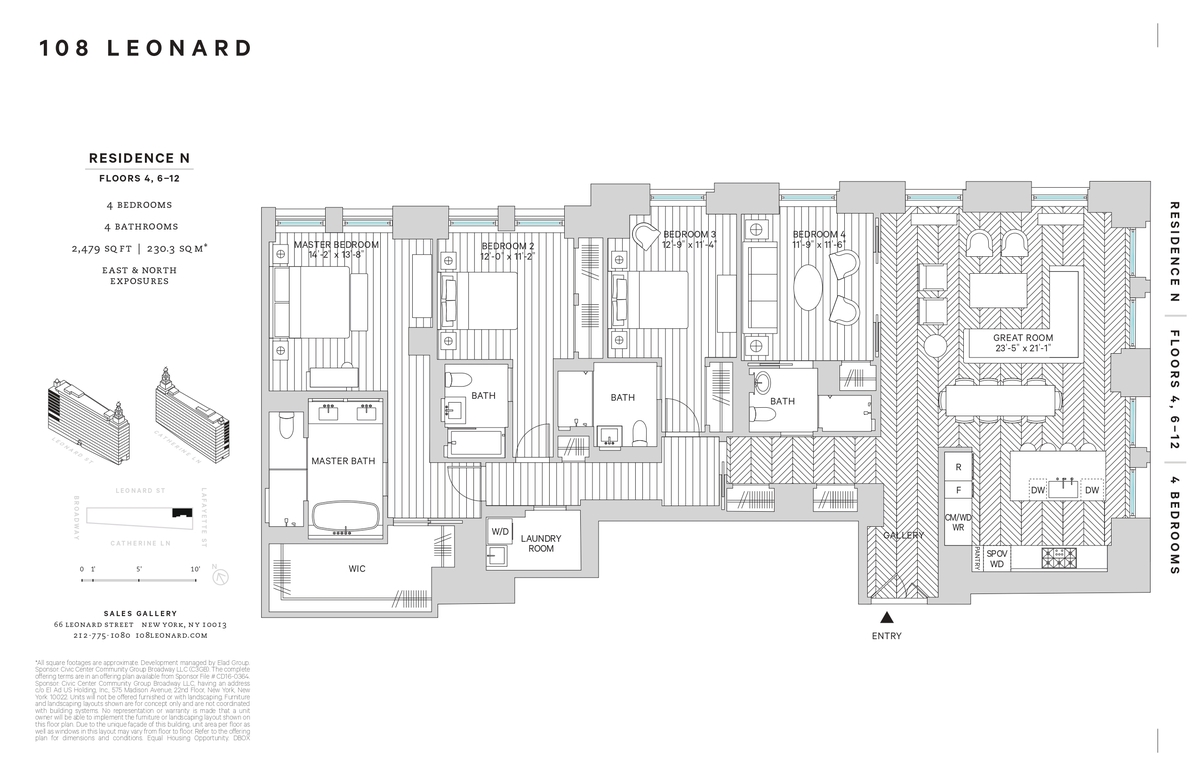 108 LEONARD
RESIDENCE N
FLOORS 4, 6–12
4 BEDROOMS
4 BATHROOMS
2,479 SQ FT | 230.3 SQ M*
EAST & NORTH
EXPOSURES
LEONARD ST
CATHERINE LN
LEONARD ST
BROADWAY
LAFAYETTE ST
CATHERINE LN
0 1' 5' 10'
N
SALES GALLERY
66 LEONARD STREET NEW YORK, NY 10013
212-775-1080 108LEONARD.COM
*All square footages are approximate. Development managed by Elad Group.
Sponsor Civic Center Community Group Broadway LLC (C3GB). The complete
offering terms are in an offering plan available from Sponsor File # CD16-0364.
Sponsor Civic Center Community Group Broadway LLC, having an address
c/o El Ad US Holding, Inc., 575 Madison Avenue, 22nd Floor, New York, New
York 10022. Units will not be offered furnished or with landscaping. Furniture
and landscaping layouts shown are for concept only and are not coordinated
with building systems. No representation or warranty is made that a unit
owner will be able to implement the furniture or landscaping layout shown on
this floor plan. Due to the unique façade of this building, unit area per floor as
well as windows in this layout may vary from floor to floor. Refer to the offering
plan for dimensions and conditions. Equal Housing Opportunity. DBOX
MASTER BEDROOM
14'-2" x 13'-8"
BEDROOM 2
12'-0" x 11'-2"
BEDROOM 3
12'-9" x 11'-4"
BEDROOM 4
11'-9" x 11'-6"
GREAT ROOM
23'-5" x 21'-1"
BATH
BATH
BATH
MASTER BATH
R
F
DW
DW
CM/WD
WR
W/D
LAUNDRY
ROOM
GALLERY
PANTRY
SPOV
WD
WIC
ENTRY
RESIDENCE N
FLOORS 4, 6–12
4 BEDROOMS